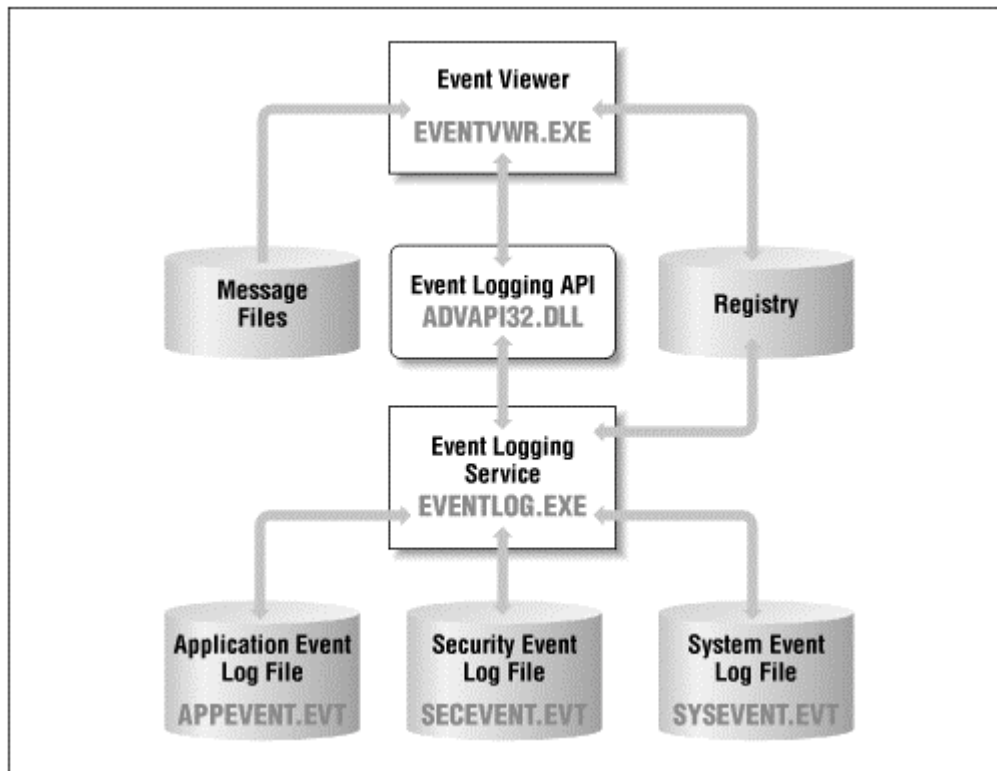 Event Viewer
EVENTVWR.EXE
Message
Files
Event Logging API
ADVAPI32.DLL
Registry
Event Logging
Service
EVENTLOG.EXE
Application Event
Log File
APPEVENT.EVT
Security Event
Log File
SECEVENT.EVT
System Event
Log File
SYSEVENT.EVT